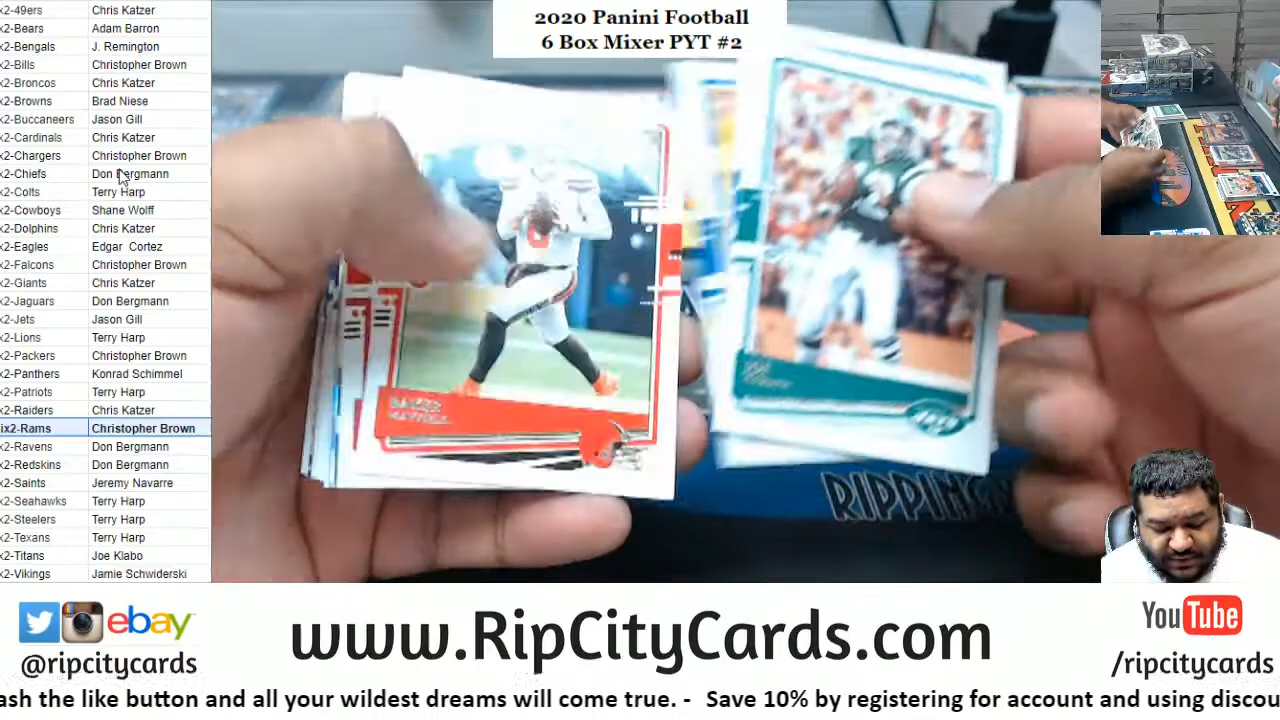 2020 Panini Football
6 Box Mixer PYT #2
x2-49ers Chris Katzer
x2-Bears Adam Barron
x2-Bengals J. Remington
x2-Bills Christopher Brown
x2-Broncos Chris Katzer
x2-Browns Brad Niese
x2-Buccaneers Jason Gill
x2-Cardinals Chris Katzer
x2-Chargers Christopher Brown
x2-Chiefs Don Bergmann
x2-Colts Terry Harp
x2-Cowboys Shane Wolff
x2-Dolphins Chris Katzer
x2-Eagles Edgar Cortez
x2-Falcons Christopher Brown
x2-Giants Chris Katzer
x2-Jaguars Don Bergmann
x2-Jets Jason Gill
x2-Lions Terry Harp
x2-Packers Christopher Brown
x2-Panthers Konrad Schimmel
x2-Patriots Terry Harp
x2-Raiders Chris Katzer
ix2-Rams Christopher Brown
x2-Ravens Don Bergmann
x2-Redskins Don Bergmann
x2-Saints Jeremy Navarre
x2-Seahawks Terry Harp
x2-Steelers Terry Harp
x2-Texans Terry Harp
x2-Titans Joe Klabo
x2-Vikings Jamie Schwiderski
BAKER
MAYFIELD
JETS
RIPPING
ebay
@ripcitycards
www.RipCityCards.com
YouTube
/ripcitycards
ash the like button and all your wildest dreams will come true. - Save 10% by registering for account and using discou